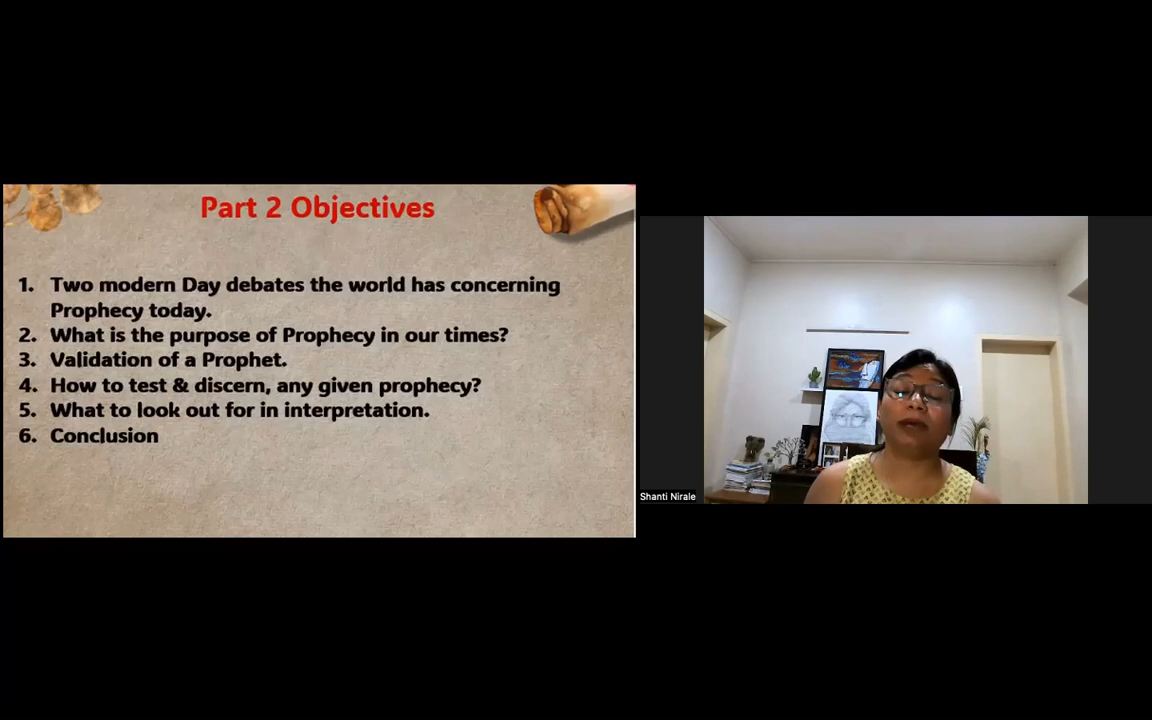 Part 2 Objectives
1. Two modern Day debates the world has concerning
Prophecy today.
2. What is the purpose of Prophecy in our times?
3. Validation of a Prophet.
4. How to test & discern, any given prophecy?
5. What to look out for in interpretation.
6. Conclusion
Shanti Nirale